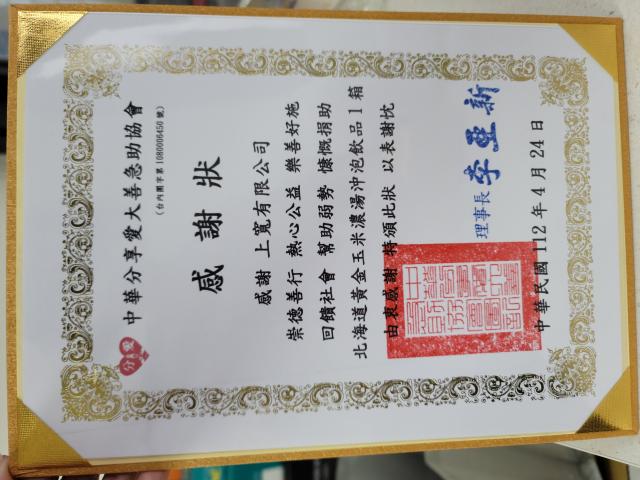 分愛
中華分享愛大善急助協會
(台內團字第 1080006450 號)
感謝狀
感謝 上寬有限公司
崇德善行 熱心公益 樂善好施
回饋社會 幫助弱勢 慷慨捐助
北海道黃金玉米濃湯沖泡飲品 1 箱
由衷感謝 特頒此狀 以表謝忱
理事長 李亚新
中華民國 112 年 4 月 24 日